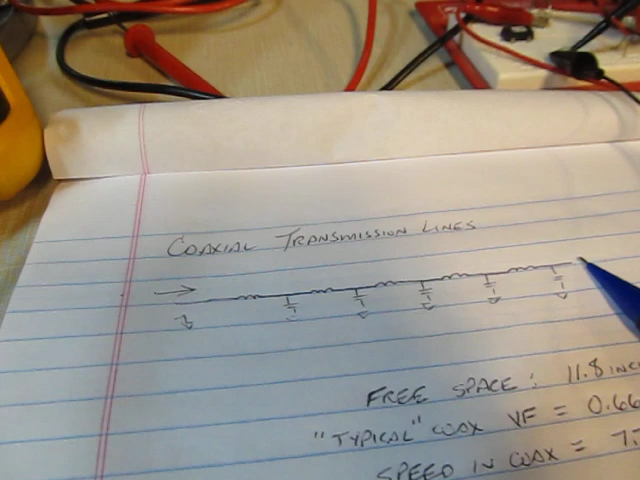 COAXIAL TRANSMISSION LINES
FREE SPACE: 11.8
"TYPICAL" COAX VF = 0.66
SPEED IN COAX =